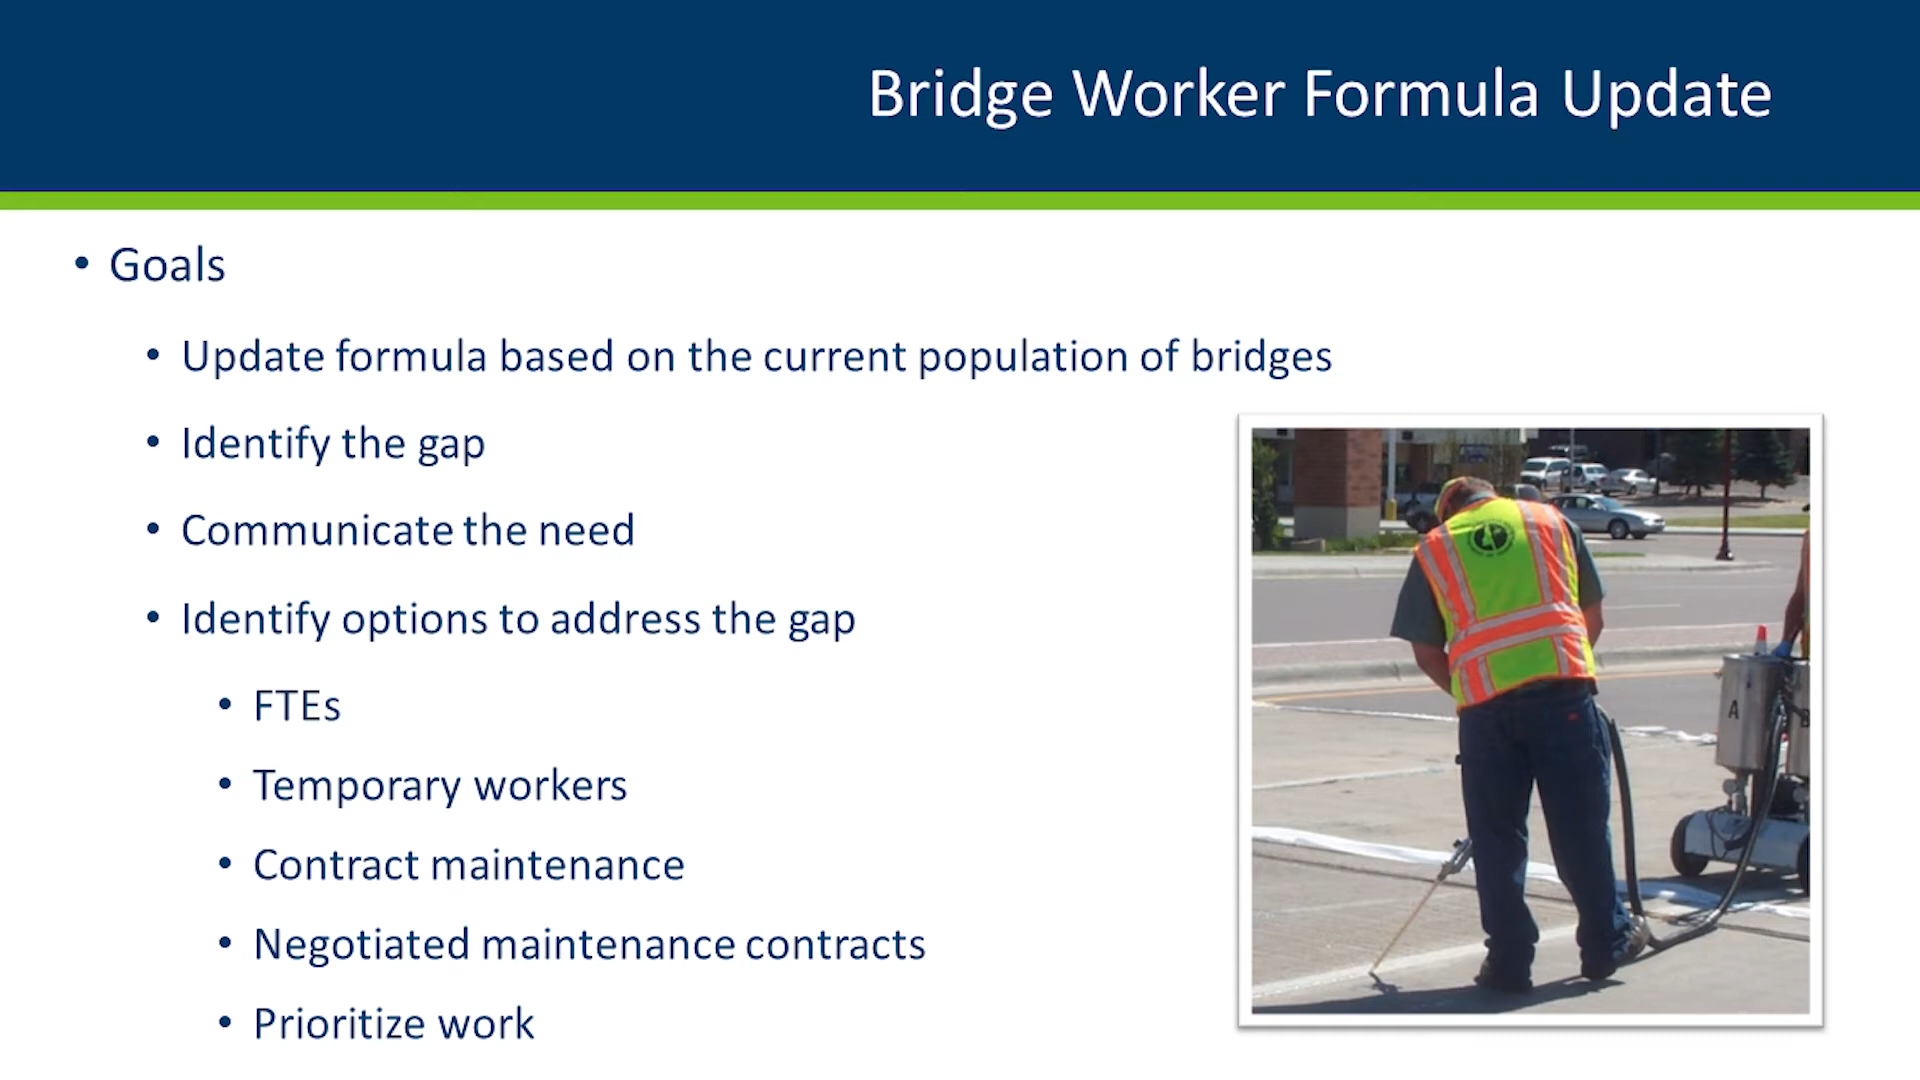 Bridge Worker Formula Update
• Goals
• Update formula based on the current population of bridges
• Identify the gap
• Communicate the need
• Identify options to address the gap
• FTEs
• Temporary workers
• Contract maintenance
• Negotiated maintenance contracts
• Prioritize work
A